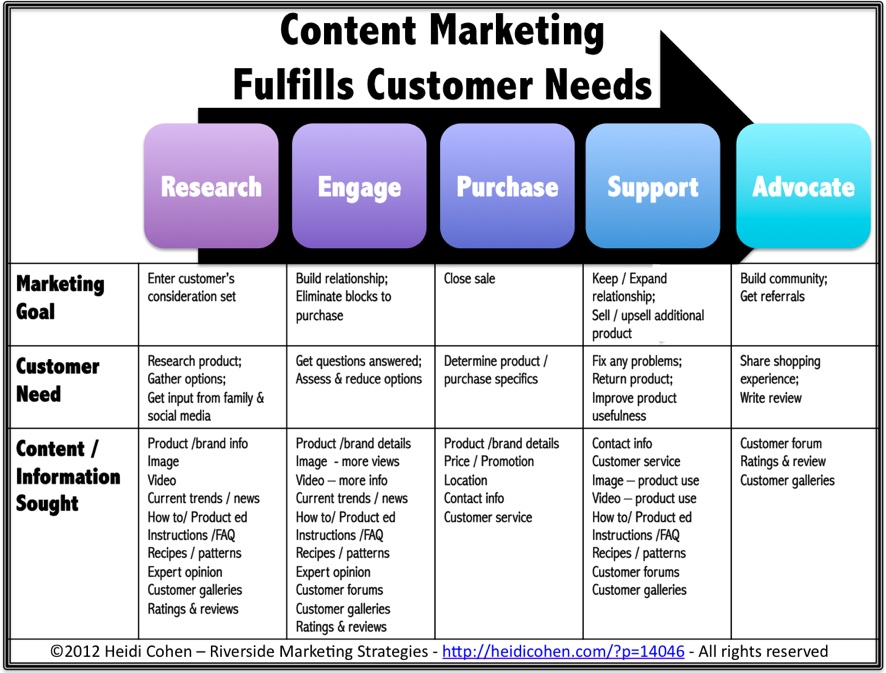 Content Marketing
Fulfills Customer Needs
Research
Engage
Purchase
Support
Advocate
Marketing
Goal
Enter customer's
consideration set
Build relationship;
Eliminate blocks to
purchase
Close sale
Keep / Expand
relationship;
Sell / upsell additional
product
Build community;
Get referrals
Customer
Need
Research product;
Gather options;
Get input from family &
social media
Get questions answered;
Assess & reduce options
Determine product /
purchase specifics
Fix any problems;
Return product;
Improve product
usefulness
Share shopping
experience;
Write review
Content /
Information
Sought
Product /brand info
Image
Video
Current trends / news
How to/ Product ed
Instructions /FAQ
Recipes / patterns
Expert opinion
Customer galleries
Ratings & reviews
Product /brand details
Image - more views
Video – more info
Current trends / news
How to/ Product ed
Instructions /FAQ
Recipes / patterns
Expert opinion
Customer forums
Customer galleries
Ratings & reviews
Product /brand details
Price / Promotion
Location
Contact info
Customer service
Contact info
Customer service
Image – product use
Video – product use
How to/ Product ed
Instructions /FAQ
Recipes / patterns
Customer forums
Customer galleries
Customer forum
Ratings & review
Customer galleries
©2012 Heidi Cohen – Riverside Marketing Strategies - http://heidicohen.com/?p=14046 - All rights reserved